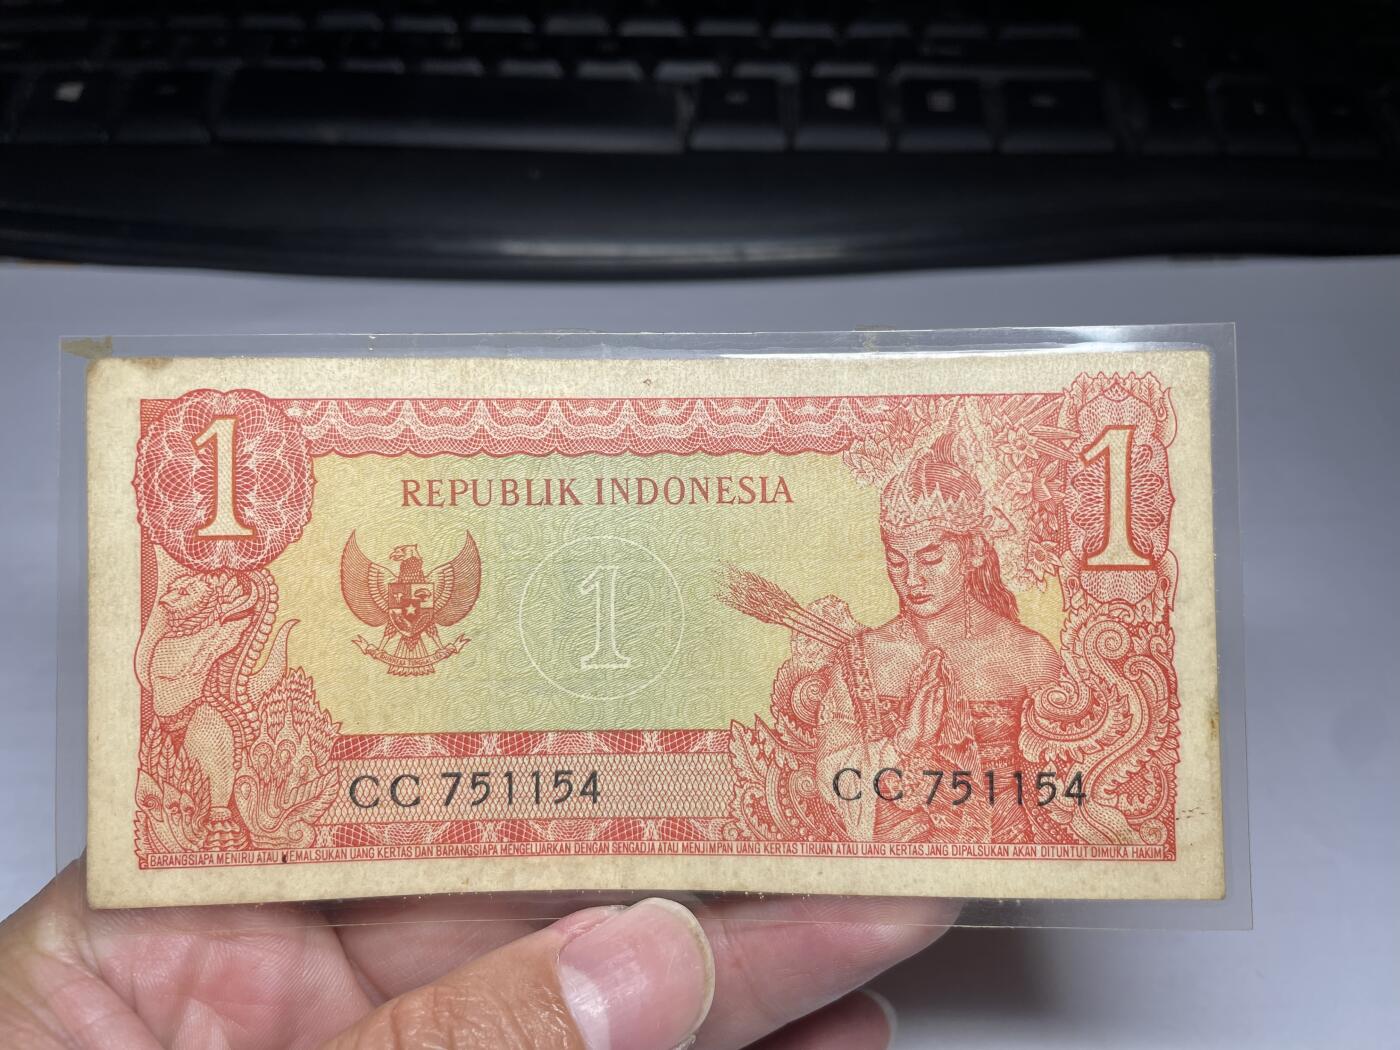 1
1
REPUBLIK INDONESIA
1
CC 751154
CC 751154
BARANGSIAPA MENIRU ATAU MEMALSUKAN UANG KERTAS DAN BARANGSIAPA MENGELUARKAN DENGAN SENGADJA ATAU MENJIMPAN UANG KERTAS TIRUAN ATAU UANG KERTAS JANG DIPALSUKAN AKAN DITUNTUT DIMUKA HAKIM